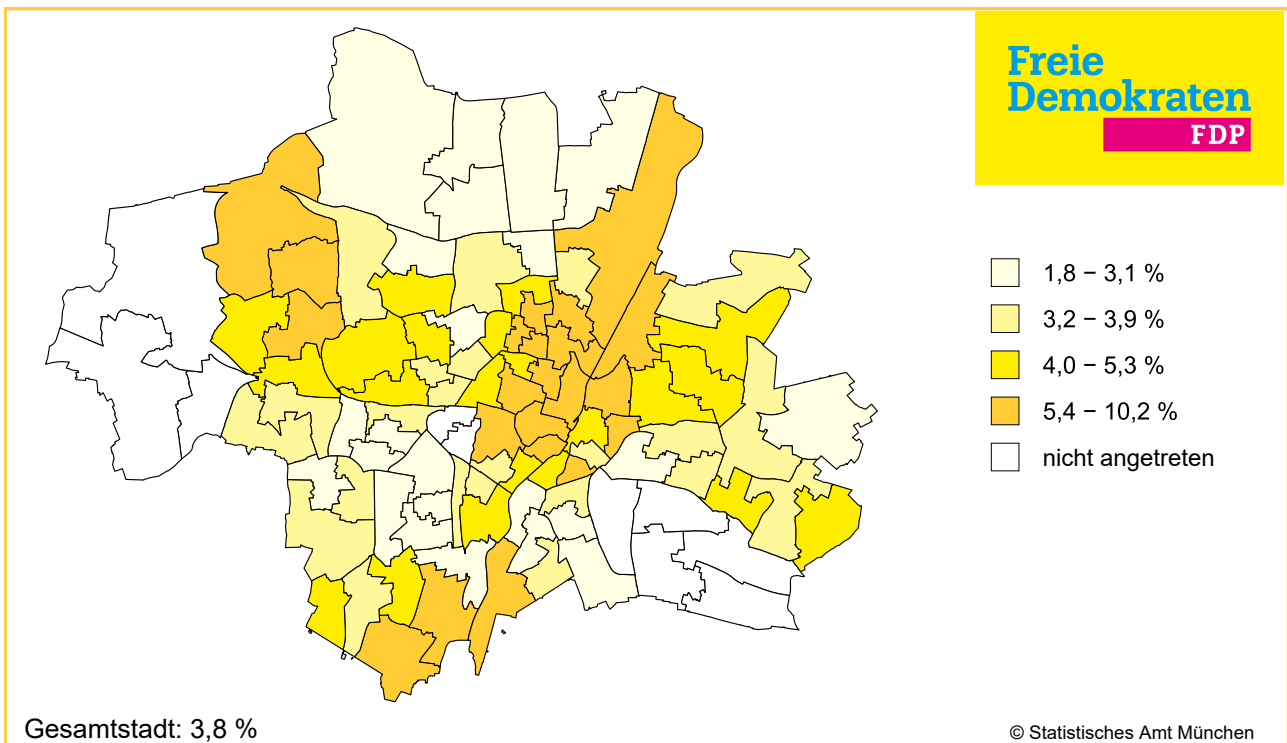 Freie
Demokraten
FDP
1,8 – 3,1 %
3,2 – 3,9 %
4,0 – 5,3 %
5,4 – 10,2 %
nicht angetreten
Gesamtstadt: 3,8 %
© Statistisches Amt München